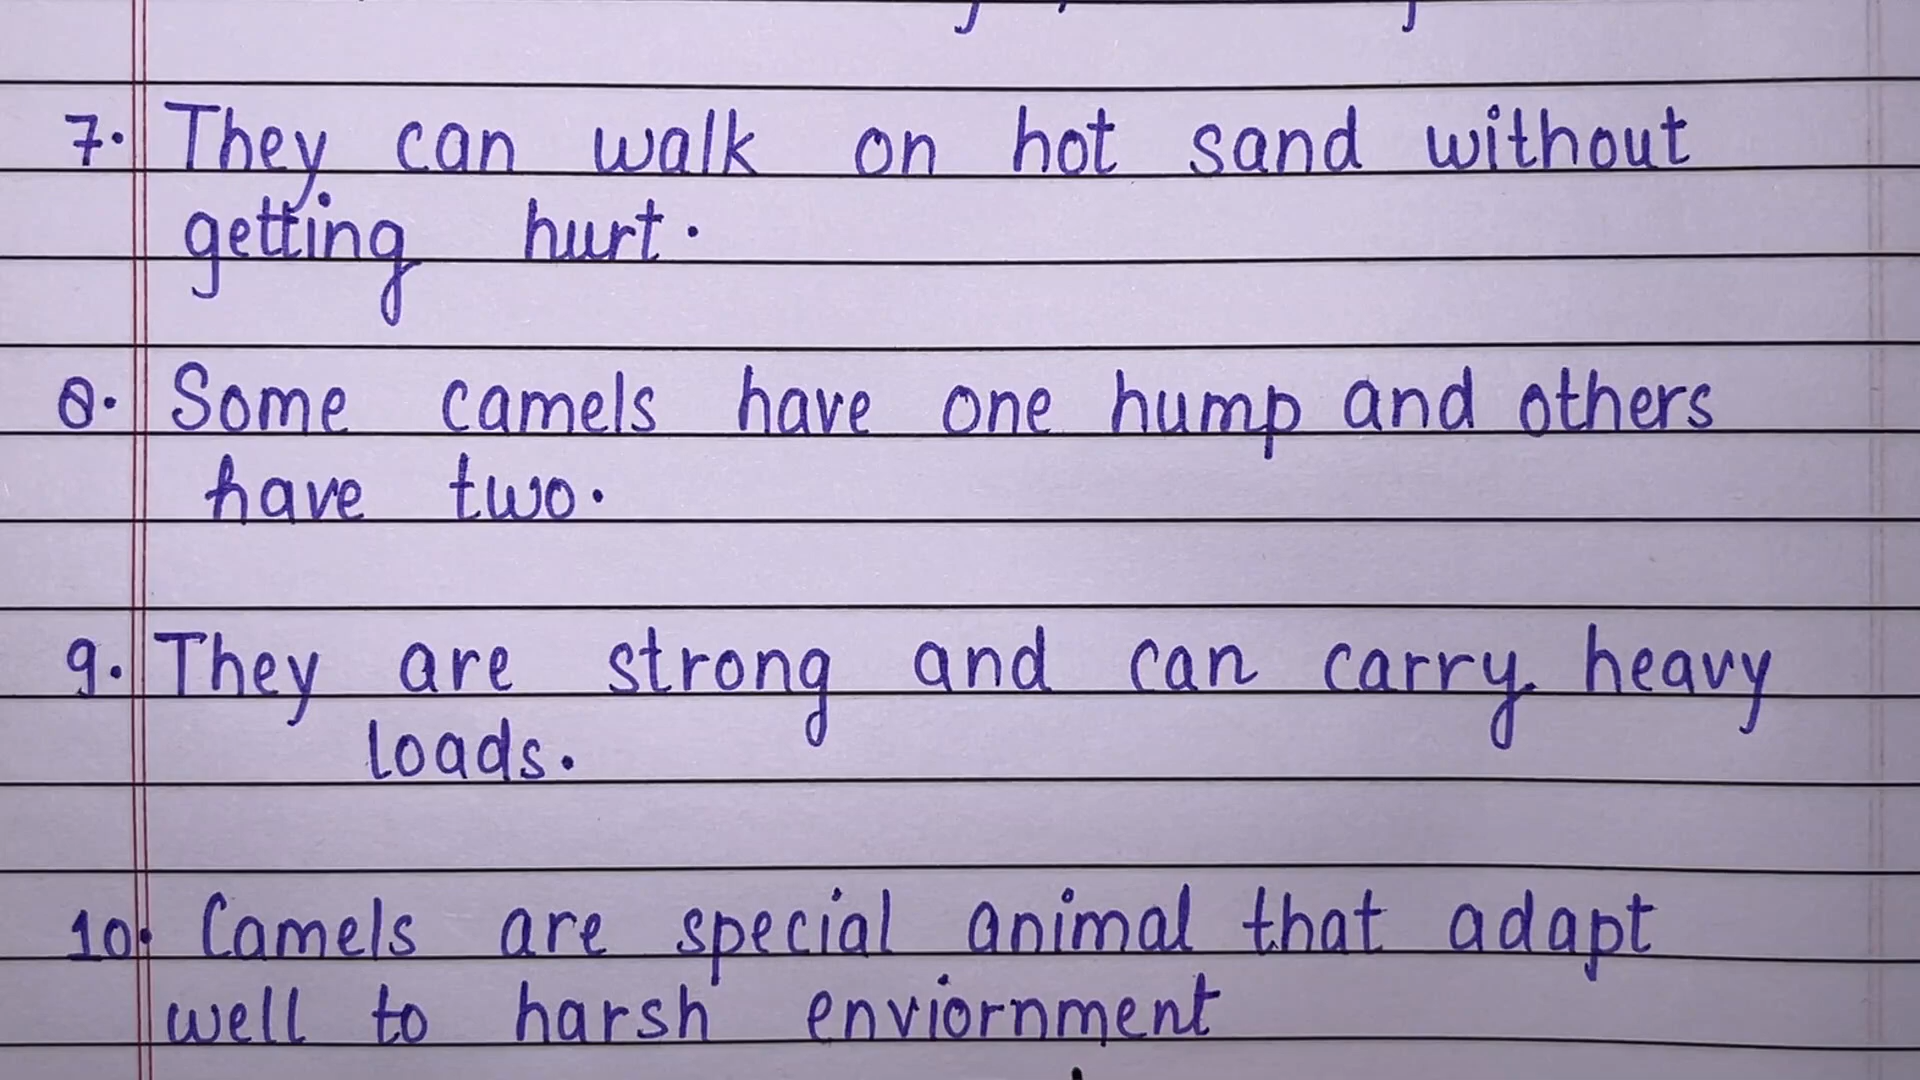 7. They can walk on hot sand without
getting hurt.
8. Some camels have one hump and others
have two.
9. They are strong and can carry heavy
loads.
10. Camels are special animal that adapt
well to harsh enviornment